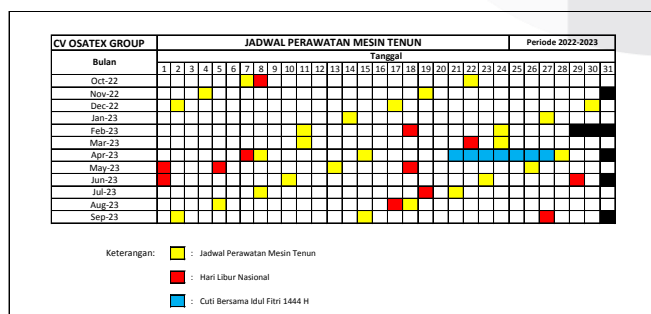 CV OSATEX GROUP JADWAL PERAWATAN MESIN TENUN Periode 2022-2023
Bulan Tanggal
1 2 3 4 5 6 7 8 9 10 11 12 13 14 15 16 17 18 19 20 21 22 23 24 25 26 27 28 29 30 31
Oct-22
Nov-22
Dec-22
Jan-23
Feb-23
Mar-23
Apr-23
May-23
Jun-23
Jul-23
Aug-23
Sep-23
Keterangan: : Jadwal Perawatan Mesin Tenun
: Hari Libur Nasional
: Cuti Bersama Idul Fitri 1444 H